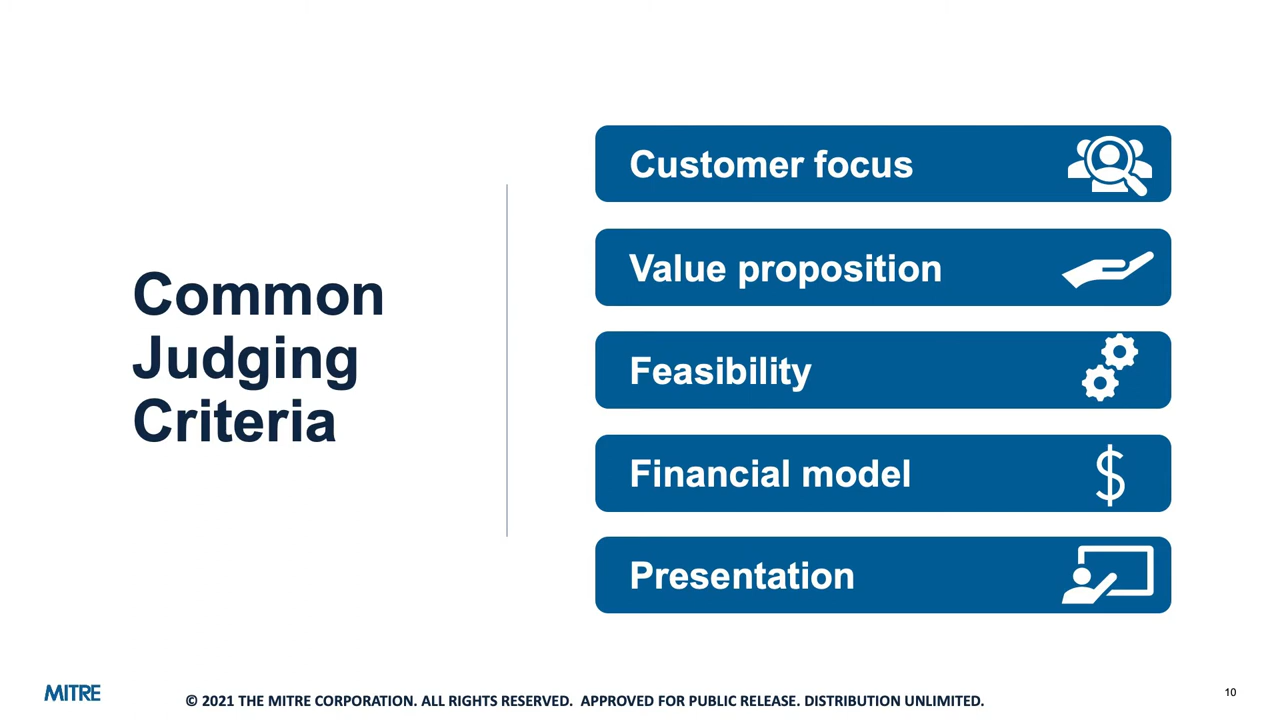 Common
Judging
Criteria
Customer focus
Value proposition
Feasibility
Financial model
$
Presentation
MITRE
© 2021 THE MITRE CORPORATION. ALL RIGHTS RESERVED.  APPROVED FOR PUBLIC RELEASE. DISTRIBUTION UNLIMITED.
10